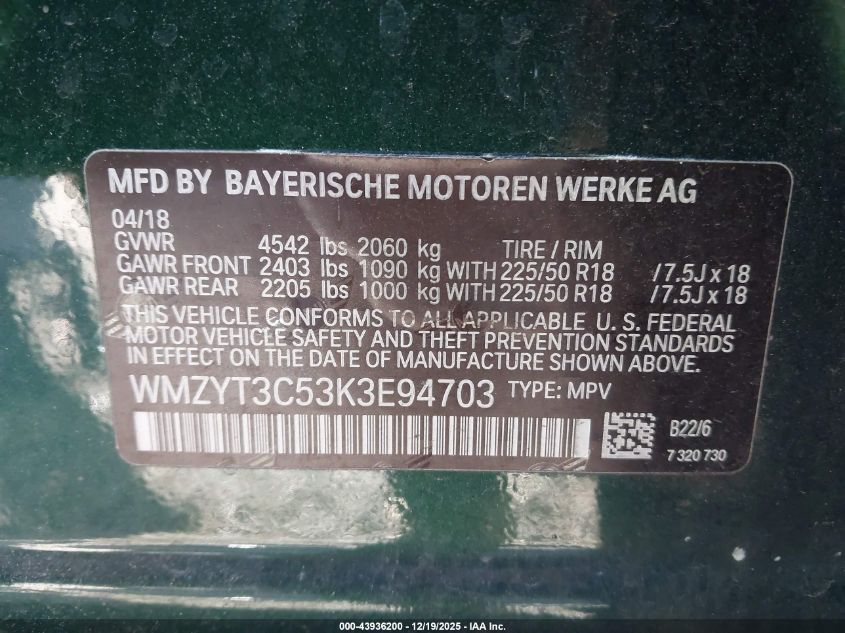 MFD BY BAYERISCHE MOTOREN WERKE AG
04/18
GVWR 4542 lbs 2060 kg TIRE / RIM
GAWR FRONT 2403 lbs 1090 kg WITH 225/50 R18 /7.5J x 18
GAWR REAR 2205 lbs 1000 kg WITH 225/50 R18 /7.5J x 18
THIS VEHICLE CONFORMS TO ALL APPLICABLE U. S. FEDERAL
MOTOR VEHICLE SAFETY AND THEFT PREVENTION STANDARDS
IN EFFECT ON THE DATE OF MANUFACTURE SHOWN ABOVE.
WMZYT3C53K3E94703 TYPE: MPV
B22/6
7 320 730
000-43936200 - 12/19/2025 - IAA Inc.